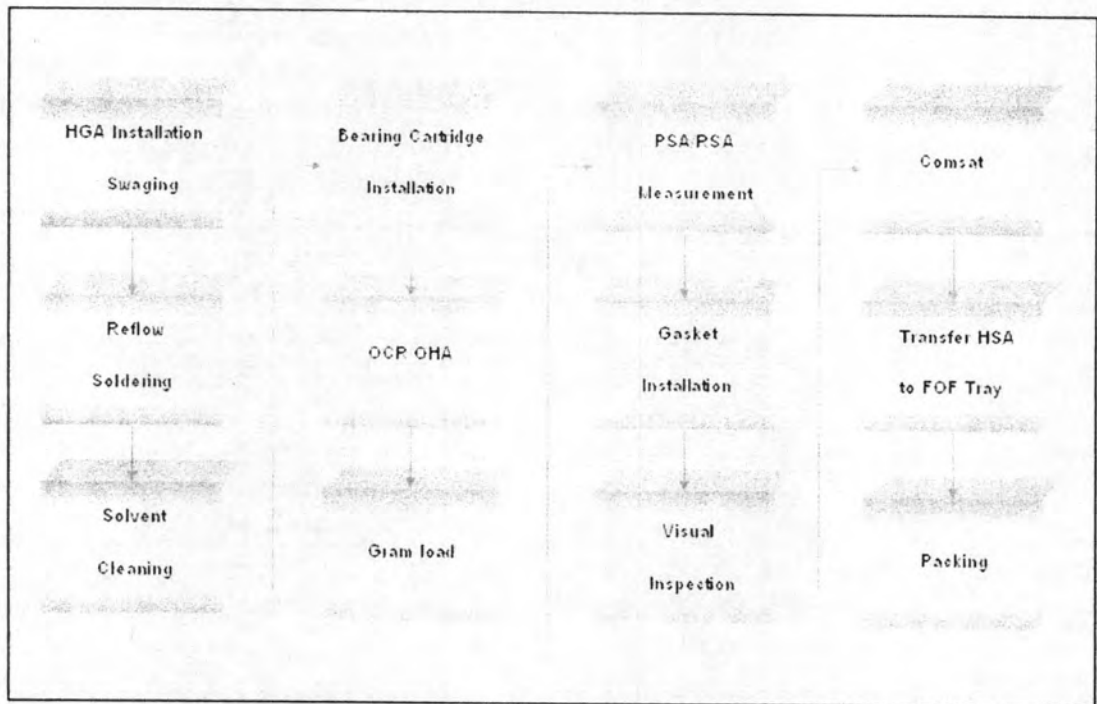 HGA Installation
Swaging
Reflow
Soldering
Solvent
Cleaning
Bearing Cartridge
Installation
OCR OHA
Gram load
PSA/RSA
Measurement
Gasket
Installation
Visual
Inspection
Comsat
Transfer HSA
to FOF Tray
Packing